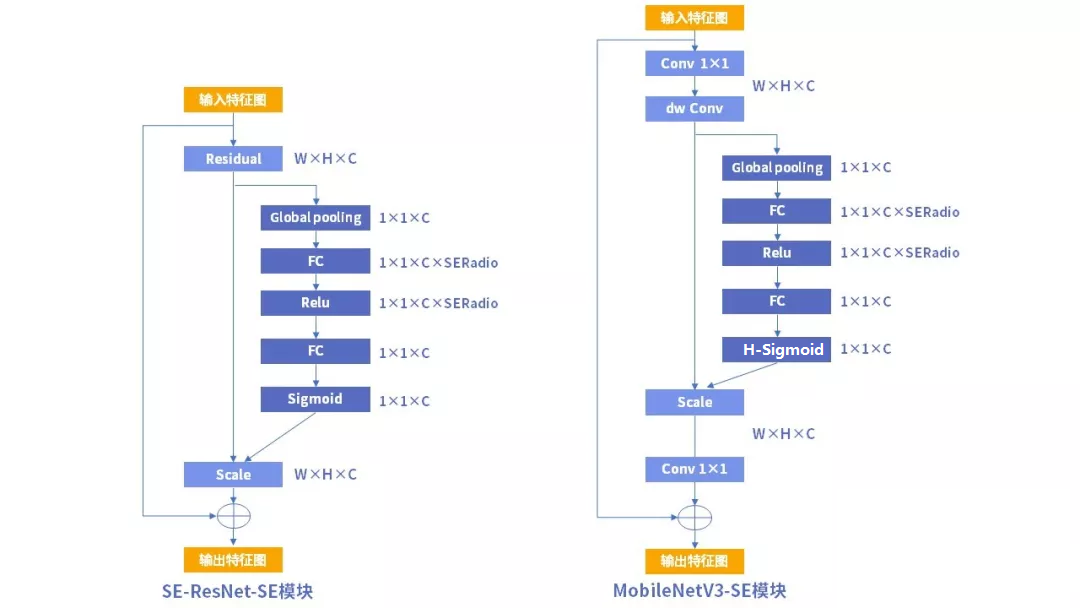 输入特征图
Residual
W×H×C
Global pooling
1×1×C
FC
1×1×C×SERadio
Relu
1×1×C×SERadio
FC
1×1×C
Sigmoid
1×1×C
Scale
W×H×C
输出特征图
SE-ResNet-SE模块
输入特征图
Conv 1×1
W×H×C
dw Conv
Global pooling
1×1×C
FC
1×1×C×SERadio
Relu
1×1×C×SERadio
FC
1×1×C
H-Sigmoid
1×1×C
Scale
W×H×C
Conv 1×1
输出特征图
MobileNetV3-SE模块